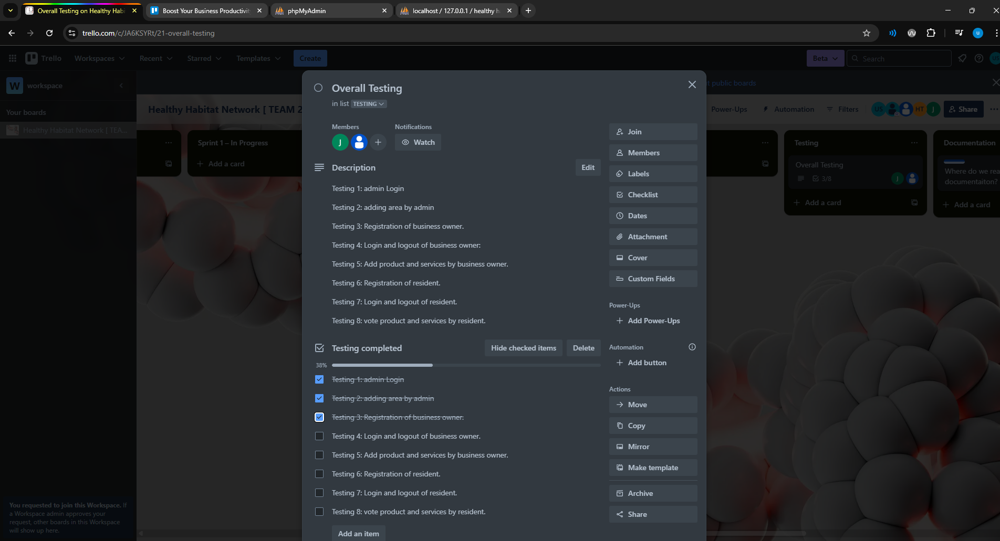 Overall Testing on Healthy Habi
Boost Your Business Productivit
phpMyAdmin
localhost / 127.0.0.1 / healthy h
trello.com/c/JA6KSYRt/21-overall-testing
u
Trello
Workspaces
Recent
Starred
Templates
Create
Beta
Search
US
W
workspace
Your boards
Healthy Habitat Network [ TEA...
Healthy Habitat Network [ TEAM 2
t public boards
Power-Ups
Automation
Filters
US
HT
J
Share
Sprint 1 – In Progress
Add a card
Testing
Overall Testing
3/8
J
Add a card
Documentation
Where do we rea
documentaiton?
Add a card
Overall Testing
in list TESTING
Members
Notifications
J
Watch
Description
Edit
Testing 1: admin Login
Testing 2: adding area by admin
Testing 3: Registration of business owner.
Testing 4: Login and logout of business owner:
Testing 5: Add product and services by business owner.
Testing 6: Registration of resident.
Testing 7: Login and logout of resident.
Testing 8: vote product and services by resident.
Testing completed
Hide checked items
Delete
38%
Testing 1: admin Login
Testing 2: adding area by admin
Testing 3: Registration of business owner.
Testing 4: Login and logout of business owner.
Testing 5: Add product and services by business owner.
Testing 6: Registration of resident.
Testing 7: Login and logout of resident.
Testing 8: vote product and services by resident.
Add an item
Join
Members
Labels
Checklist
Dates
Attachment
Cover
Custom Fields
Power-Ups
Add Power-Ups
Automation
Add button
Actions
Move
Copy
Mirror
Make template
Archive
Share
You requested to join this Workspace. If
a Workspace admin approves your
request, other boards in this Workspace
will show up here.